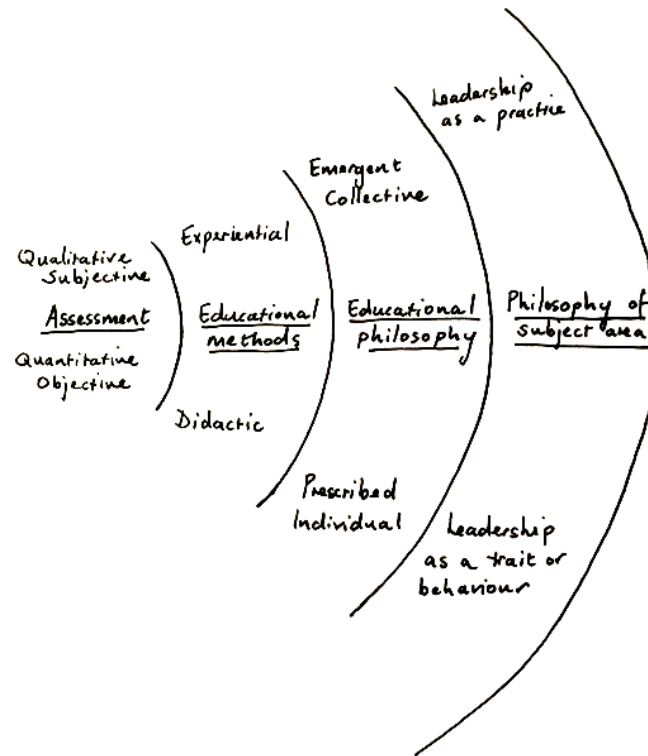 Qualitative
Subjective
Assessment
Quantitative
Objective
Experiential
Educational
methods
Didactic
Emergent
Collective
Educational
philosophy
Prescribed
Individual
Leadership
as a practice
Philosophy of
subject area
Leadership
as a trait or
behaviour